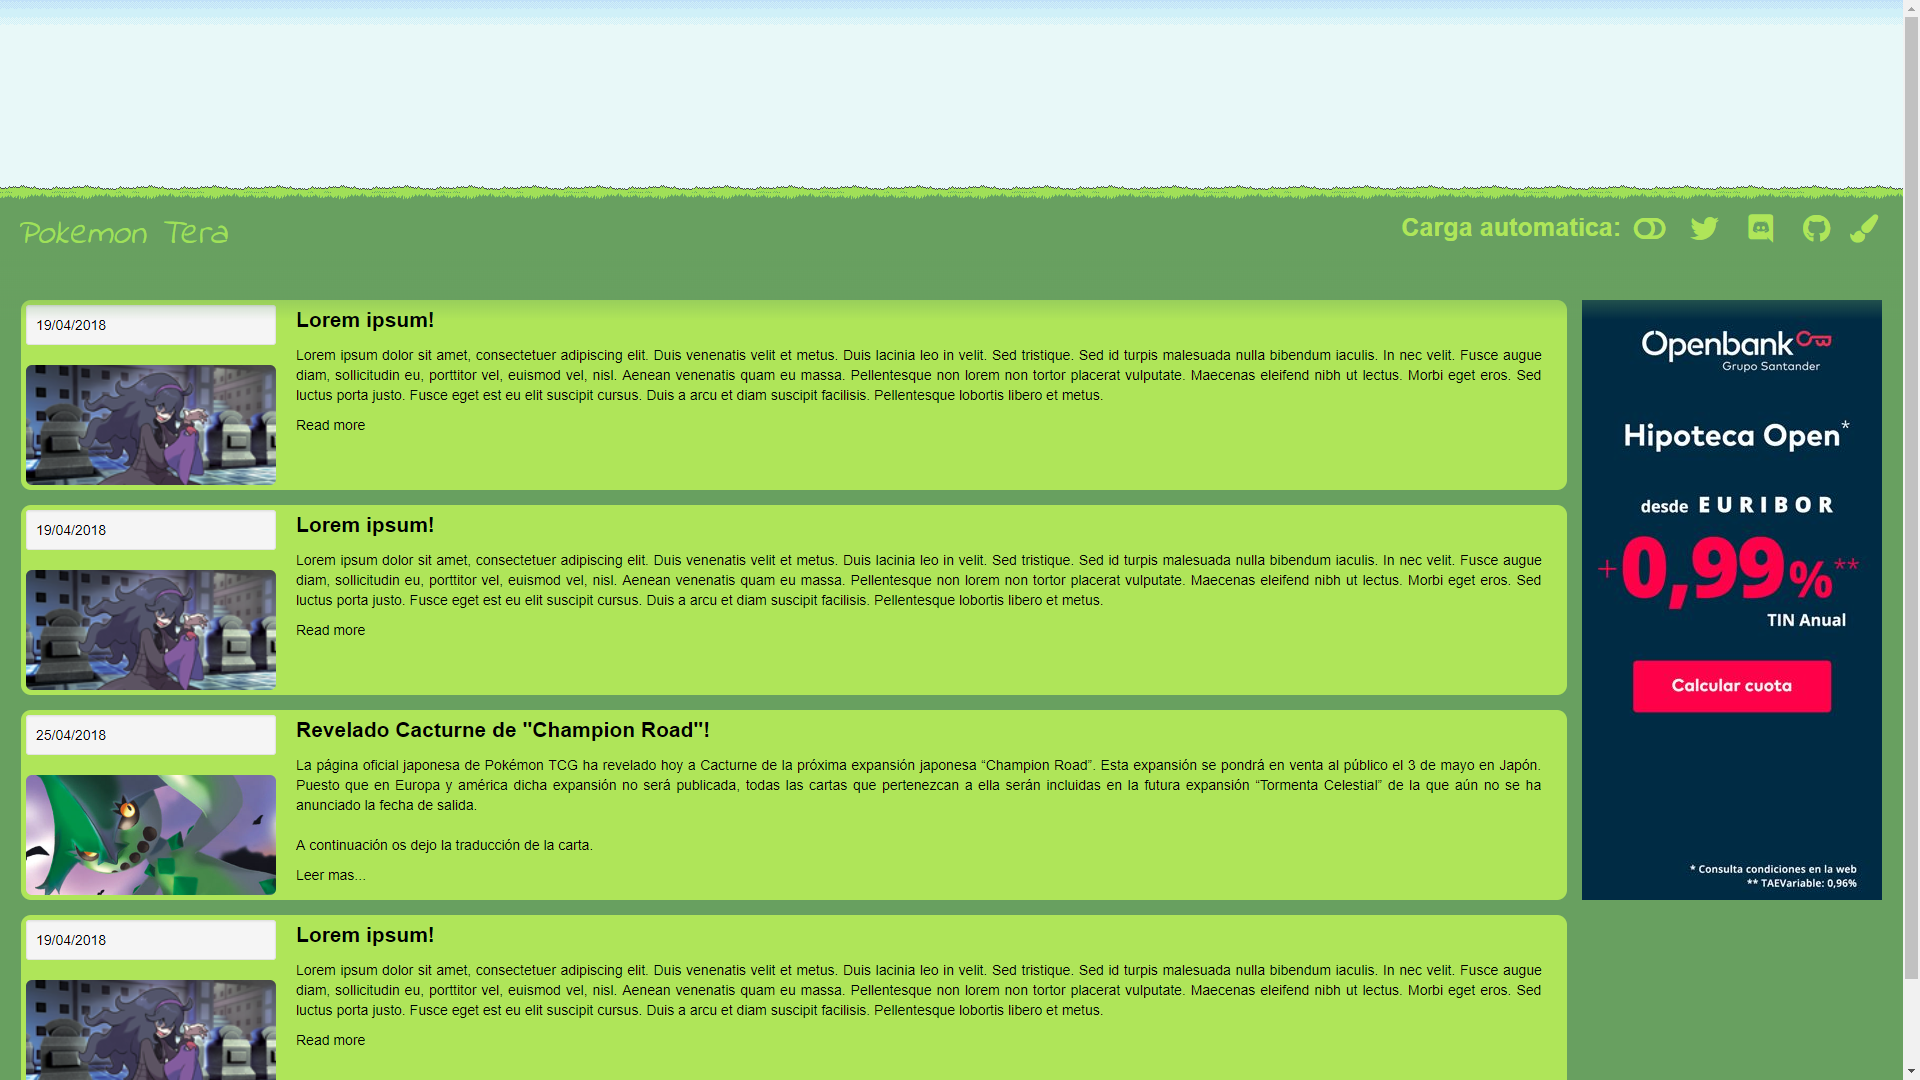 Pokemon Tera
Carga automatica:
19/04/2018
Lorem ipsum!
Lorem ipsum dolor sit amet, consectetuer adipiscing elit. Duis venenatis velit et metus. Duis lacinia leo in velit. Sed tristique. Sed id turpis malesuada nulla bibendum iaculis. In nec velit. Fusce augue
diam, sollicitudin eu, porttitor vel, euismod vel, nisl. Aenean venenatis quam eu massa. Pellentesque non lorem non tortor placerat vulputate. Maecenas eleifend nibh ut lectus. Morbi eget eros. Sed
luctus porta justo. Fusce eget est eu elit suscipit cursus. Duis a arcu et diam suscipit facilisis. Pellentesque lobortis libero et metus.
Read more
19/04/2018
Lorem ipsum!
Lorem ipsum dolor sit amet, consectetuer adipiscing elit. Duis venenatis velit et metus. Duis lacinia leo in velit. Sed tristique. Sed id turpis malesuada nulla bibendum iaculis. In nec velit. Fusce augue
diam, sollicitudin eu, porttitor vel, euismod vel, nisl. Aenean venenatis quam eu massa. Pellentesque non lorem non tortor placerat vulputate. Maecenas eleifend nibh ut lectus. Morbi eget eros. Sed
luctus porta justo. Fusce eget est eu elit suscipit cursus. Duis a arcu et diam suscipit facilisis. Pellentesque lobortis libero et metus.
Read more
25/04/2018
Revelado Cacturne de "Champion Road"!
La página oficial japonesa de Pokémon TCG ha revelado hoy a Cacturne de la próxima expansión japonesa “Champion Road”. Esta expansión se pondrá en venta al público el 3 de mayo en Japón.
Puesto que en Europa y américa dicha expansión no será publicada, todas las cartas que pertenezcan a ella serán incluidas en la futura expansión “Tormenta Celestial” de la que aún no se ha
anunciado la fecha de salida.
A continuación os dejo la traducción de la carta.
Leer mas...
19/04/2018
Lorem ipsum!
Lorem ipsum dolor sit amet, consectetuer adipiscing elit. Duis venenatis velit et metus. Duis lacinia leo in velit. Sed tristique. Sed id turpis malesuada nulla bibendum iaculis. In nec velit. Fusce augue
diam, sollicitudin eu, porttitor vel, euismod vel, nisl. Aenean venenatis quam eu massa. Pellentesque non lorem non tortor placerat vulputate. Maecenas eleifend nibh ut lectus. Morbi eget eros. Sed
luctus porta justo. Fusce eget est eu elit suscipit cursus. Duis a arcu et diam suscipit facilisis. Pellentesque lobortis libero et metus.
Read more
Openbank
Grupo Santander
Hipoteca Open*
desde EURIBOR
+0,99%**
TIN Anual
Calcular cuota
* Consulta condiciones en la web
** TAEVariable: 0,96%